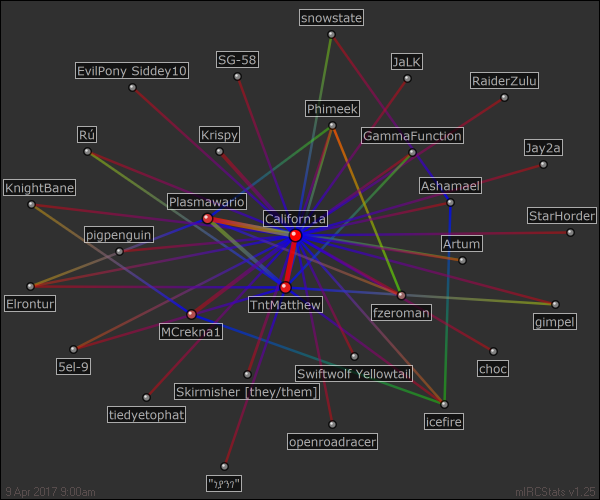 snowstate
SG-58
JaLK
EvilPony Siddey10
RaiderZulu
Phimeek
Rú
Krispy
GammaFunction
Jay2a
KnightBane
Ashamael
Plasmawario
Californ1a
StarHorder
pigpenguin
Artum
Elrontur
TntMatthew
fzeroman
gimpel
MCrekna1
5el-9
Swiftwolf Yellowtail
choc
Skirmisher [they/them]
tiedyetophat
icefire
openroadracer
9 Apr 2017 9:00am
mIRCStats v1.25